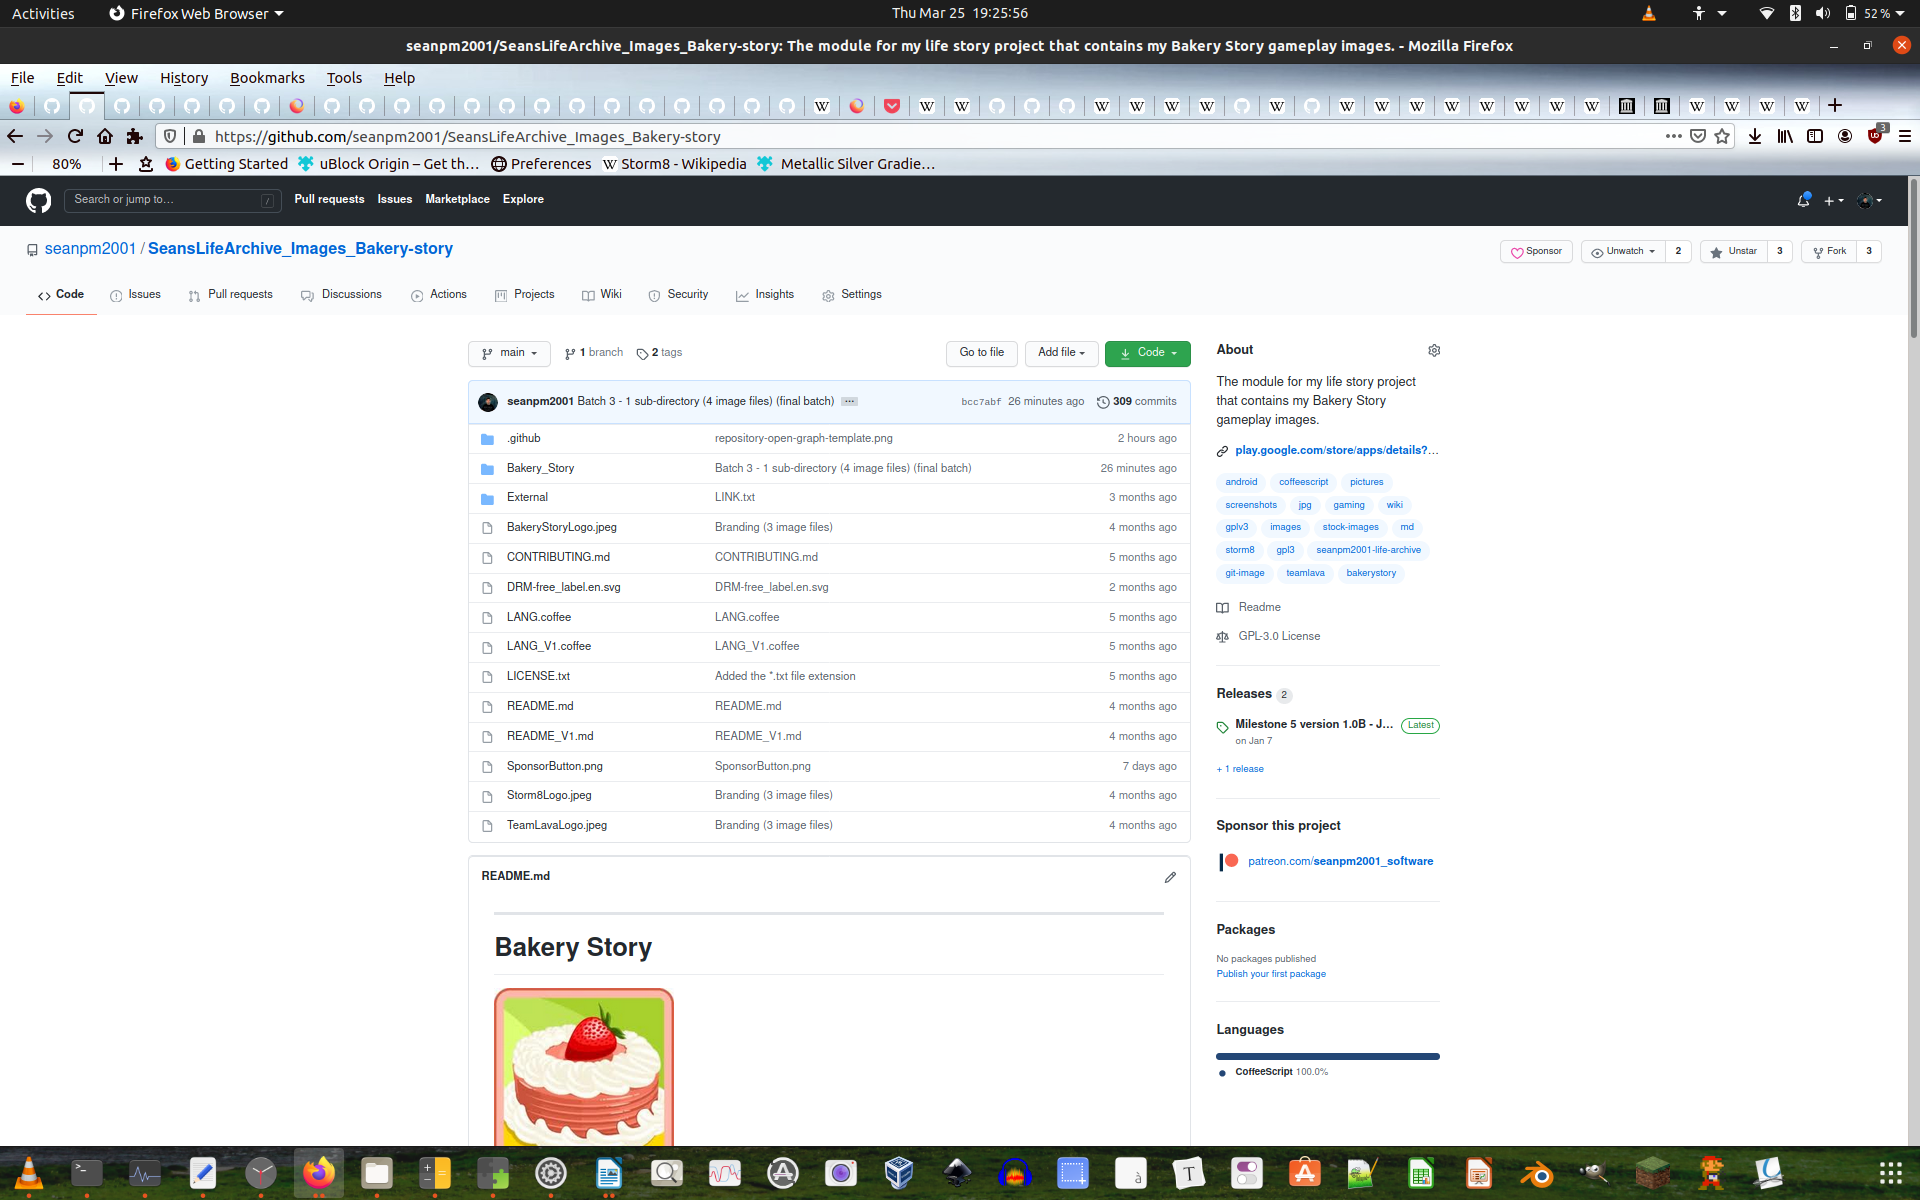 Activities Firefox Web Browser Thu Mar 25 19:25:56 52 %
seanpm2001/SeansLifeArchive_Images_Bakery-story: The module for my life story project that contains my Bakery Story gameplay images. - Mozilla Firefox
File Edit View History Bookmarks Tools Help
https://github.com/seanpm2001/SeansLifeArchive_Images_Bakery-story 3
80% Getting Started uBlock Origin – Get th… Preferences Storm8 - Wikipedia Metallic Silver Gradie…
Search or jump to… / Pull requests Issues Marketplace Explore
seanpm2001 / SeansLifeArchive_Images_Bakery-story Sponsor Unwatch 2 Unstar 3 Fork 3
Code Issues Pull requests Discussions Actions Projects Wiki Security Insights Settings
main 1 branch 2 tags Go to file Add file Code
seanpm2001 Batch 3 - 1 sub-directory (4 image files) (final batch) ... bcc7abf 26 minutes ago 309 commits
.github repository-open-graph-template.png 2 hours ago
Bakery_Story Batch 3 - 1 sub-directory (4 image files) (final batch) 26 minutes ago
External LINK.txt 3 months ago
BakeryStoryLogo.jpeg Branding (3 image files) 4 months ago
CONTRIBUTING.md CONTRIBUTING.md 5 months ago
DRM-free_label.en.svg DRM-free_label.en.svg 2 months ago
LANG.coffee LANG.coffee 5 months ago
LANG_V1.coffee LANG_V1.coffee 5 months ago
LICENSE.txt Added the *.txt file extension 5 months ago
README.md README.md 4 months ago
README_V1.md README_V1.md 4 months ago
SponsorButton.png SponsorButton.png 7 days ago
Storm8Logo.jpeg Branding (3 image files) 4 months ago
TeamLavaLogo.jpeg Branding (3 image files) 4 months ago
README.md
Bakery Story
About
The module for my life story project
that contains my Bakery Story
gameplay images.
play.google.com/store/apps/details?…
android coffeescript pictures
screenshots jpg gaming wiki
gplv3 images stock-images md
storm8 gpl3 seanpm2001-life-archive
git-image teamlava bakerystory
Readme
GPL-3.0 License
Releases 2
Milestone 5 version 1.0B - J… Latest
on Jan 7
+ 1 release
Sponsor this project
patreon.com/seanpm2001_software
Packages
No packages published
Publish your first package
Languages
CoffeeScript 100.0%